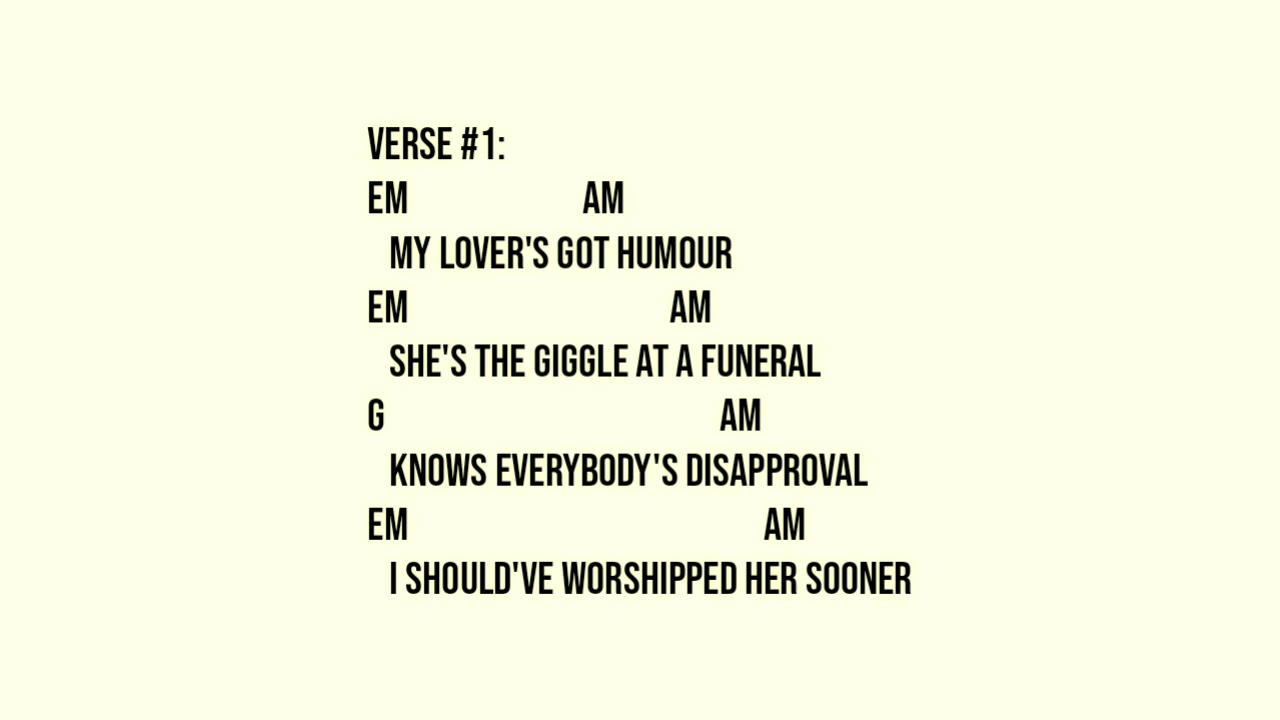 VERSE #1:
EM AM
MY LOVER'S GOT HUMOUR
EM AM
SHE'S THE GIGGLE AT A FUNERAL
G AM
KNOWS EVERYBODY'S DISAPPROVAL
EM AM
I SHOULD'VE WORSHIPPED HER SOONER